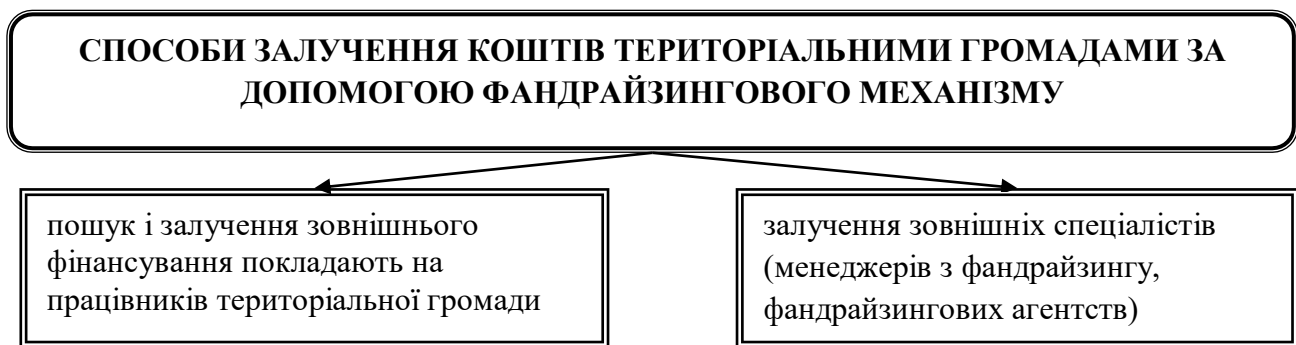 СПОСОБИ ЗАЛУЧЕННЯ КОШТІВ ТЕРИТОРІАЛЬНИМИ ГРОМАДАМИ ЗА
ДОПОМОГОЮ ФАНДРАЙЗИНГОВОГО МЕХАНІЗМУ
пошук і залучення зовнішнього
фінансування покладають на
працівників територіальної громади
залучення зовнішніх спеціалістів
(менеджерів з фандрайзингу,
фандрайзингових агентств)